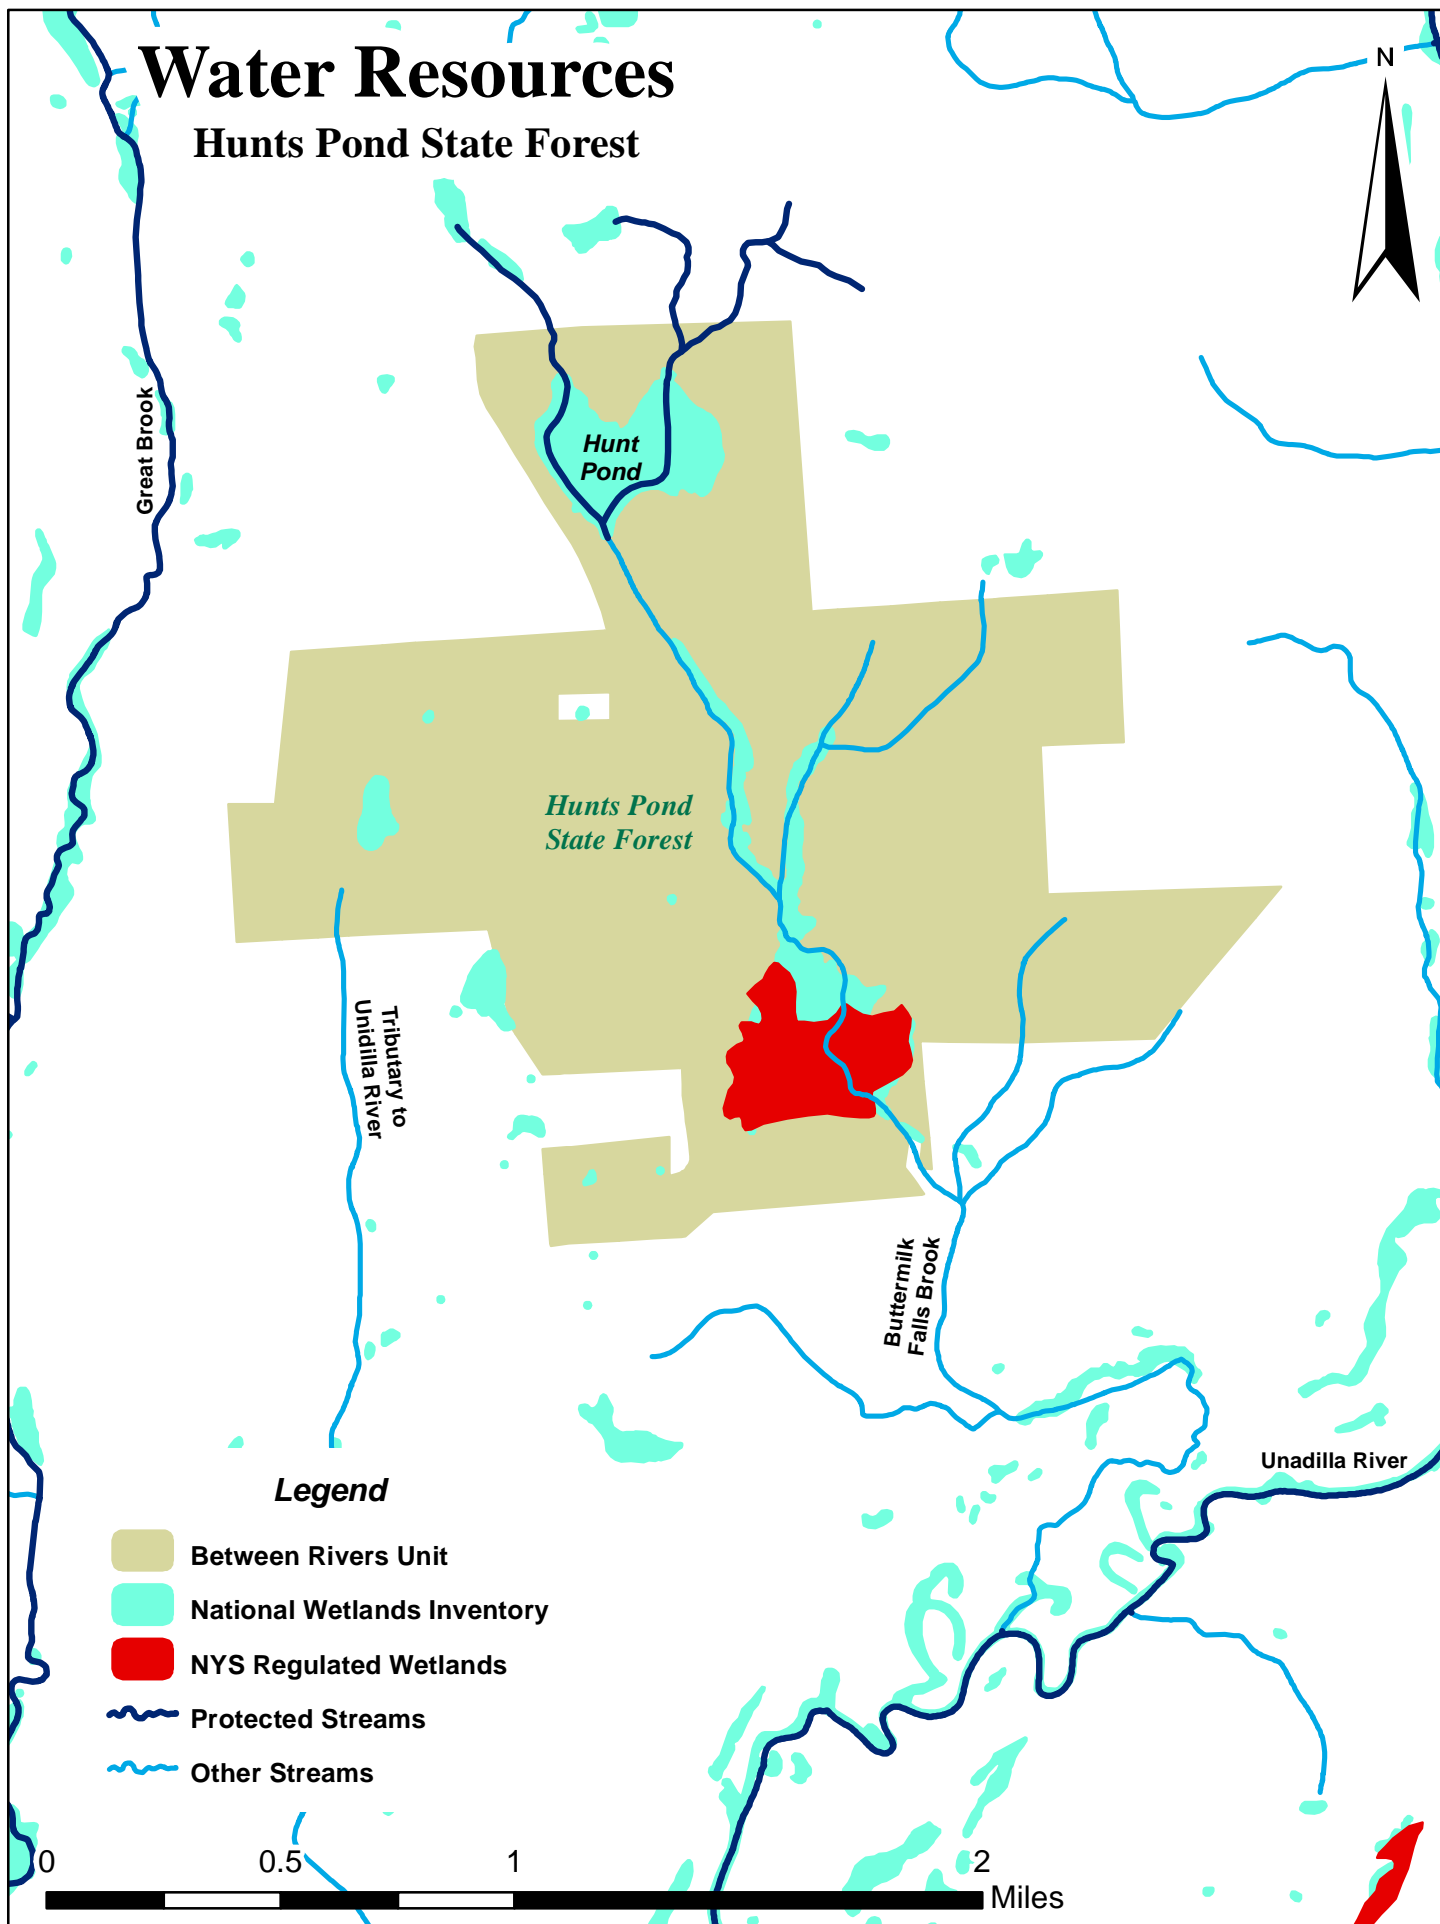 Water Resources
Hunts Pond State Forest
N
Great Brook
Hunt
Pond
Hunts Pond
State Forest
Tributary to
Unidilla River
Buttermilk
Falls Brook
Unadilla River
Legend
Between Rivers Unit
National Wetlands Inventory
NYS Regulated Wetlands
Protected Streams
Other Streams
0 0.5 1 2
Miles